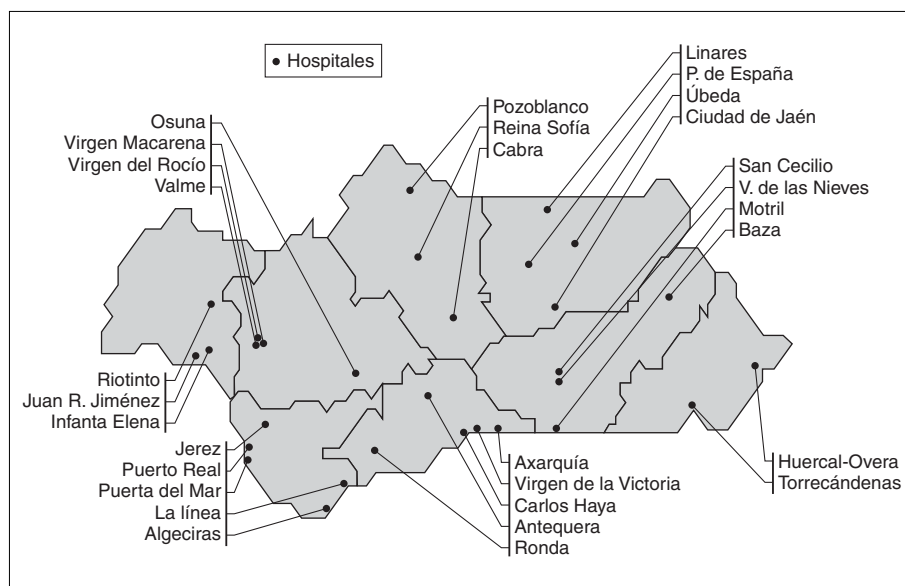 • Hospitales
Osuna
Virgen Macarena
Virgen del Rocío
Valme
Pozoblanco
Reina Sofía
Cabra
Linares
P. de España
Úbeda
Ciudad de Jaén
San Cecilio
V. de las Nieves
Motril
Baza
Riotinto
Juan R. Jiménez
Infanta Elena
Jerez
Puerto Real
Puerta del Mar
La línea
Algeciras
Axarquía
Virgen de la Victoria
Carlos Haya
Antequera
Ronda
Huercal-Overa
Torrecándenas